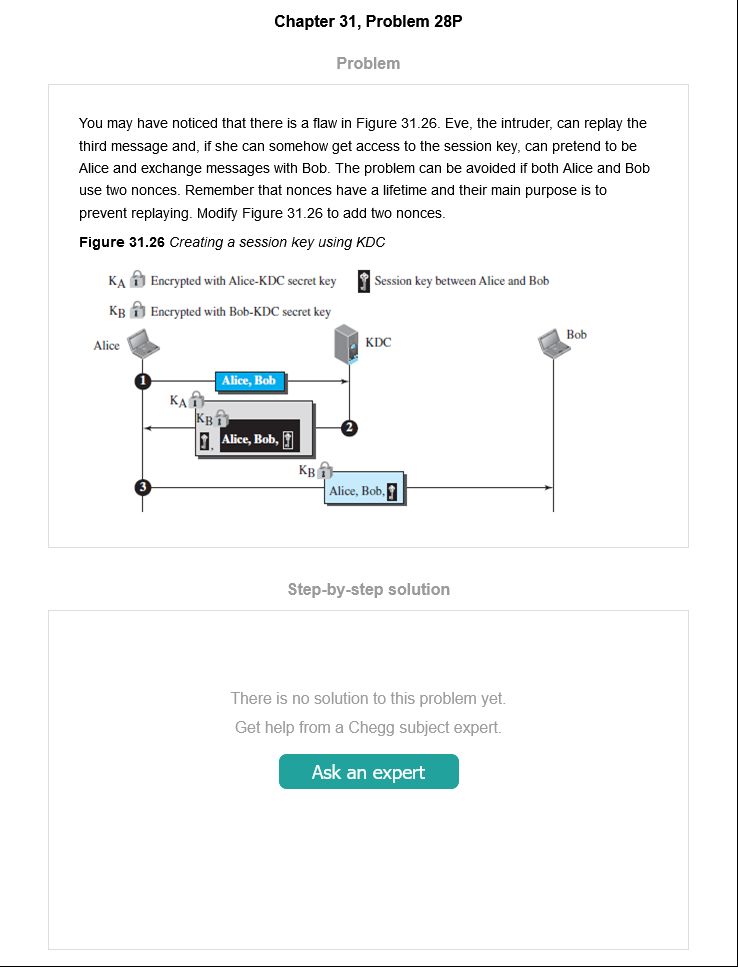 Chapter 31, Problem 28P
Problem
You may have noticed that there is a flaw in Figure 31.26. Eve, the intruder, can replay the
third message and, if she can somehow get access to the session key, can pretend to be
Alice and exchange messages with Bob. The problem can be avoided if both Alice and Bob
use two nonces. Remember that nonces have a lifetime and their main purpose is to
prevent replaying. Modify Figure 31.26 to add two nonces.
Figure 31.26 Creating a session key using KDC
KA Encrypted with Alice-KDC secret key Session key between Alice and Bob
KB Encrypted with Bob-KDC secret key
Alice KDC Bob
1 Alice, Bob
KA
KB
, Alice, Bob, 2
KB
3 Alice, Bob,
Step-by-step solution
There is no solution to this problem yet.
Get help from a Chegg subject expert.
Ask an expert